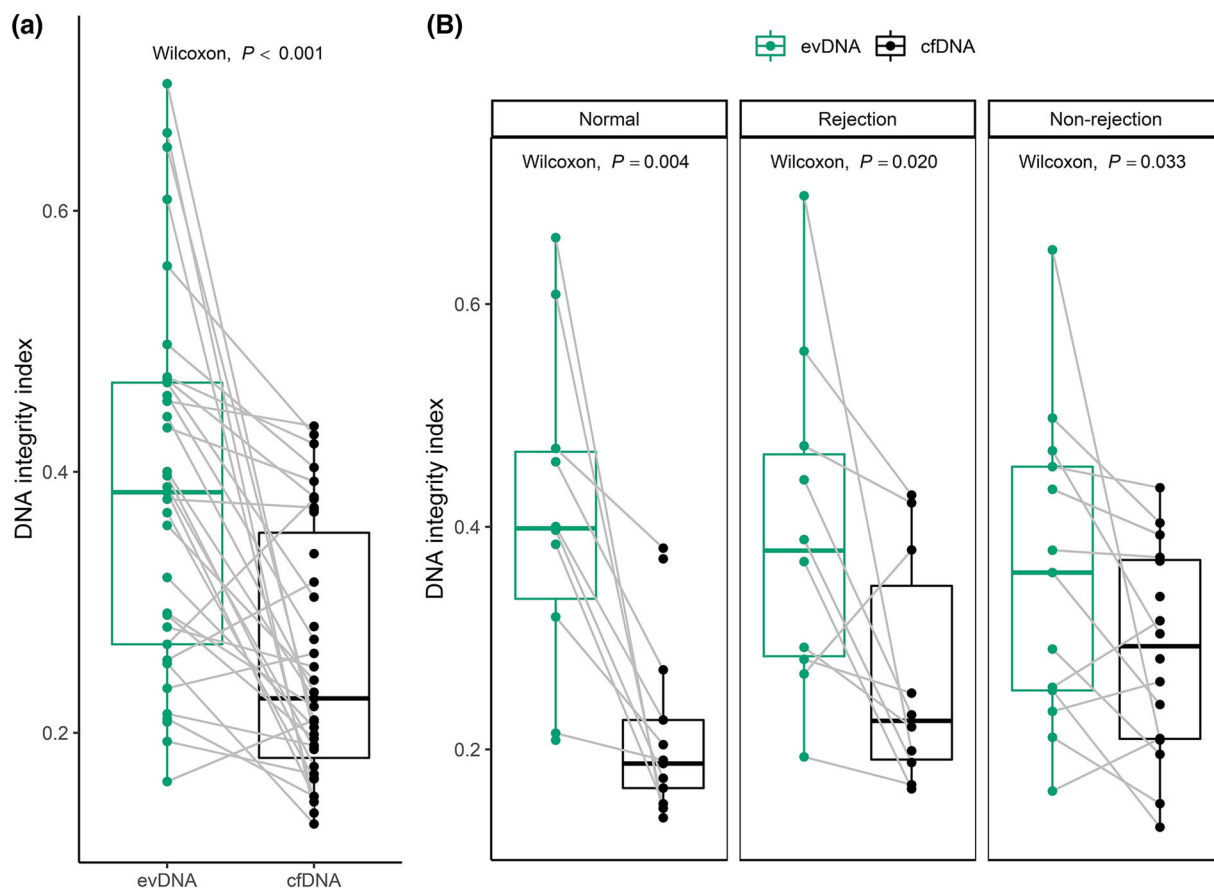 (a)
Wilcoxon, P < 0.001
DNA integrity index
0.6
0.4
0.2
evDNA
cfDNA
(B)
evDNA
cfDNA
Normal
Rejection
Non-rejection
Wilcoxon, P = 0.004
Wilcoxon, P = 0.020
Wilcoxon, P = 0.033
DNA integrity index
0.6
0.4
0.2